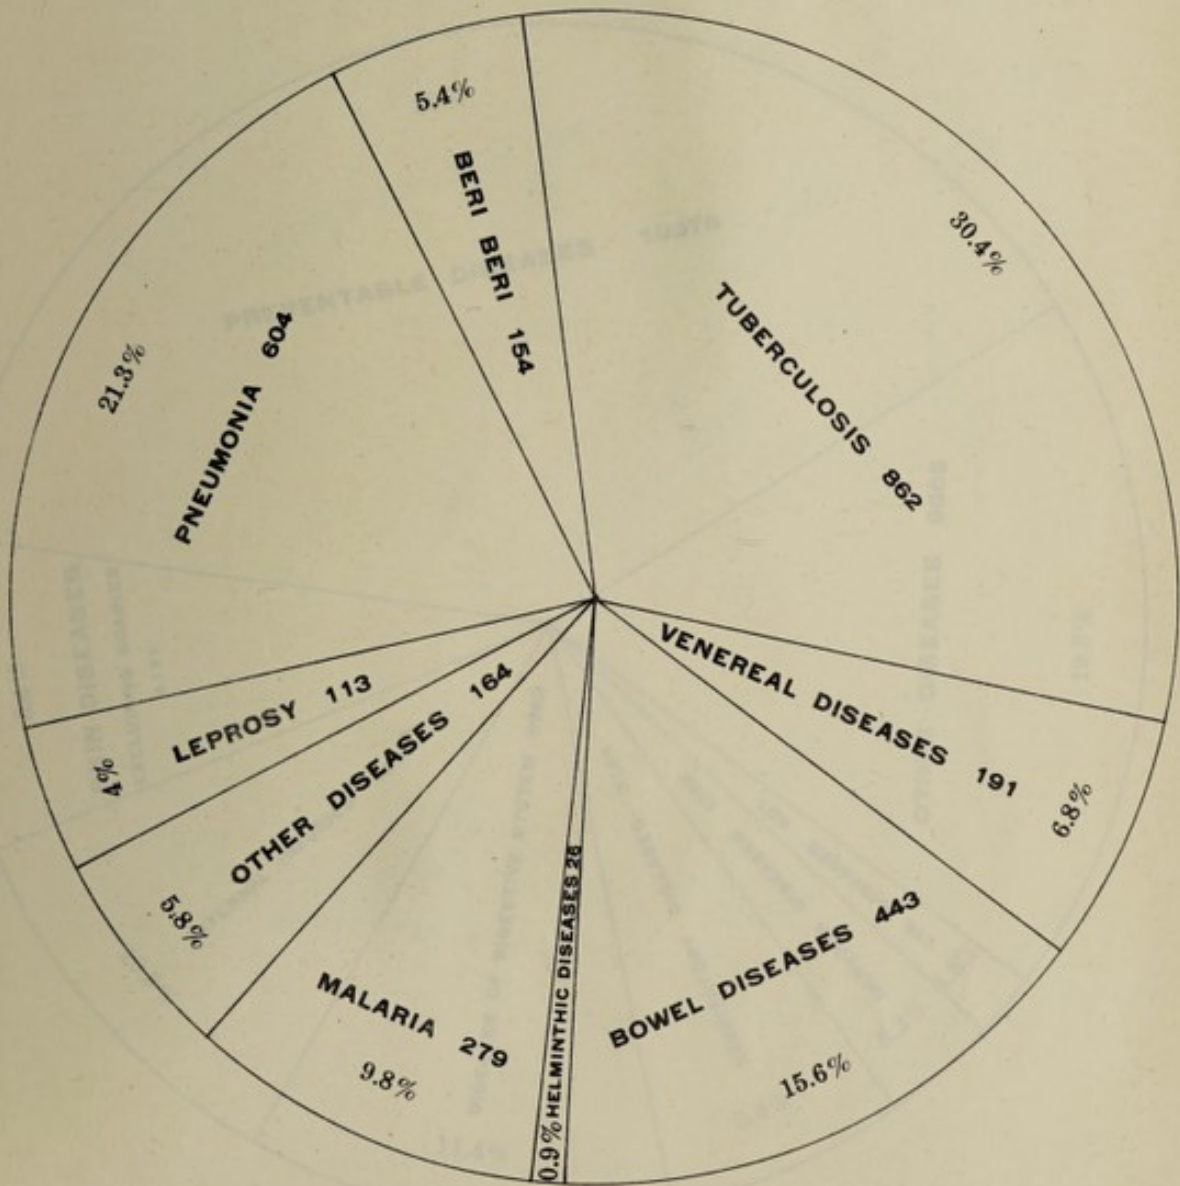 5.4%
BERI BERI 154
30.4%
TUBERCULOSIS 862
21.3%
PNEUMONIA 604
VENEREAL DISEASES 191
6.8%
LEPROSY 113
4%
OTHER DISEASES 164
5.8%
BOWEL DISEASES 443
15.6%
MALARIA 279
9.8%
HELMINTHIC DISEASES 26
0.9%
PREVENTABLE DISEASES